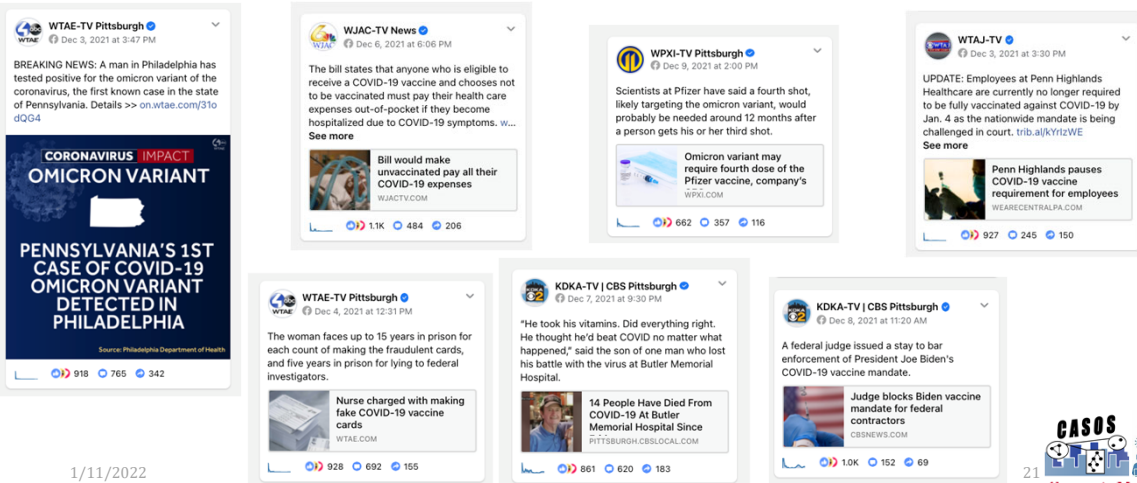 WTAE-TV Pittsburgh
Dec 3, 2021 at 3:47 PM
BREAKING NEWS: A man in Philadelphia has
tested positive for the omicron variant of the
coronavirus, the first known case in the state
of Pennsylvania. Details >> on.wtae.com/31o
dQG4
CORONAVIRUS IMPACT
OMICRON VARIANT
PENNSYLVANIA'S 1ST
CASE OF COVID-19
OMICRON VARIANT
DETECTED IN
PHILADELPHIA
Source: Philadelphia Department of Health
918 765 342
WJAC-TV News
Dec 6, 2021 at 6:06 PM
The bill states that anyone who is eligible to
receive a COVID-19 vaccine and chooses not
to be vaccinated must pay their health care
expenses out-of-pocket if they become
hospitalized due to COVID-19 symptoms. w...
See more
Bill would make
unvaccinated pay all their
COVID-19 expenses
WJACTV.COM
1.1K 484 206
WPXI-TV Pittsburgh
Dec 9, 2021 at 2:00 PM
Scientists at Pfizer have said a fourth shot,
likely targeting the omicron variant, would
probably be needed around 12 months after
a person gets his or her third shot.
Omicron variant may
require fourth dose of the
Pfizer vaccine, company's
WPXI.COM
662 357 116
WTAJ-TV
Dec 3, 2021 at 3:30 PM
UPDATE: Employees at Penn Highlands
Healthcare are currently no longer required
to be fully vaccinated against COVID-19 by
Jan. 4 as the nationwide mandate is being
challenged in court. trib.al/kYrIzWE
See more
Penn Highlands pauses
COVID-19 vaccine
requirement for employees
WEARECENTRALPA.COM
927 245 150
WTAE-TV Pittsburgh
Dec 4, 2021 at 12:31 PM
The woman faces up to 15 years in prison for
each count of making the fraudulent cards,
and five years in prison for lying to federal
investigators.
Nurse charged with making
fake COVID-19 vaccine
cards
WTAE.COM
928 692 155
KDKA-TV | CBS Pittsburgh
Dec 7, 2021 at 9:30 PM
"He took his vitamins. Did everything right.
He thought he'd beat COVID no matter what
happened," said the son of one man who lost
his battle with the virus at Butler Memorial
Hospital.
14 People Have Died From
COVID-19 At Butler
Memorial Hospital Since
PITTSBURGH.CBSLOCAL.COM
861 620 183
KDKA-TV | CBS Pittsburgh
Dec 8, 2021 at 11:20 AM
A federal judge issued a stay to bar
enforcement of President Joe Biden's
COVID-19 vaccine mandate.
Judge blocks Biden vaccine
mandate for federal
contractors
CBSNEWS.COM
1.0K 152 69
1/11/2022
21
CASOS